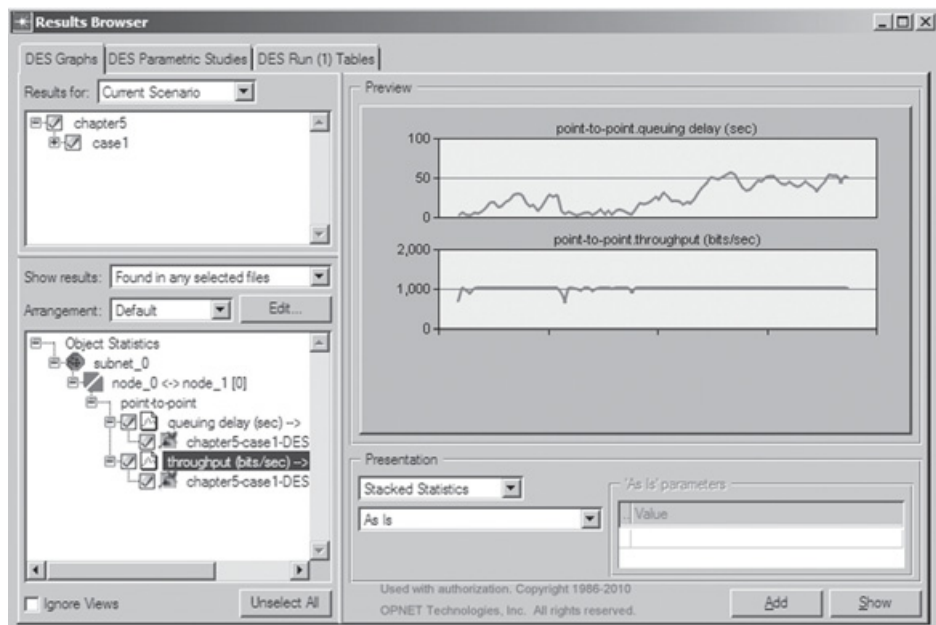 Results Browser
DES Graphs DES Parametric Studies DES Run (1) Tables
Results for: Current Scenario
chapter5
case1
Show results: Found in any selected files
Arrangement: Default Edit...
Object Statistics
subnet_0
node_0 <-> node_1 [0]
point-to-point
queuing delay (sec) -->
chapter5-case1-DES
throughput (bits/sec) -->
chapter5-case1-DES
Ignore Views Unselect All
Preview
point-to-point.queuing delay (sec)
100
50
0
point-to-point.throughput (bits/sec)
2,000
1,000
0
Presentation
Stacked Statistics
As Is
'As Is' parameters
... Value
Used with authorization. Copyright 1986-2010
OPNET Technologies, Inc. All rights reserved.
Add Show